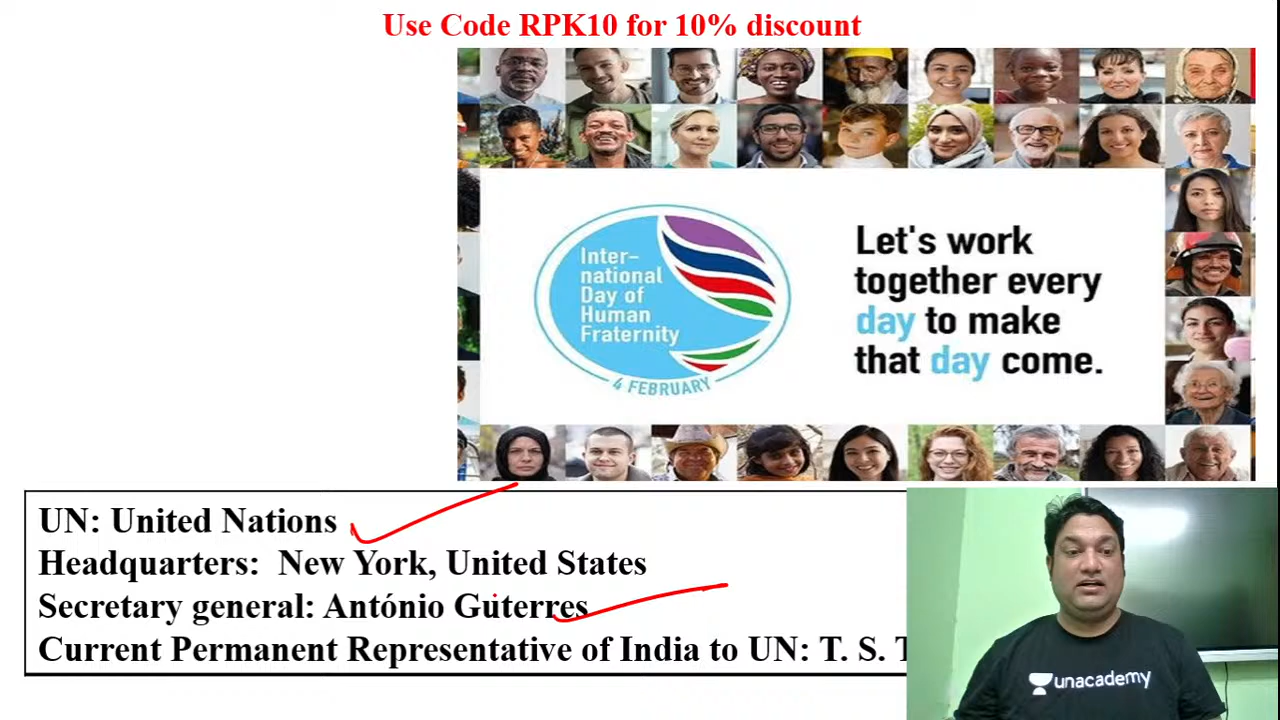 Use Code RPK10 for 10% discount
Inter-
national
Day of
Human
Fraternity
4 FEBRUARY
Let's work
together every
day to make
that day come.
UN: United Nations
Headquarters: New York, United States
Secretary general: António Guterres
Current Permanent Representative of India to UN: T. S. T
unacademy